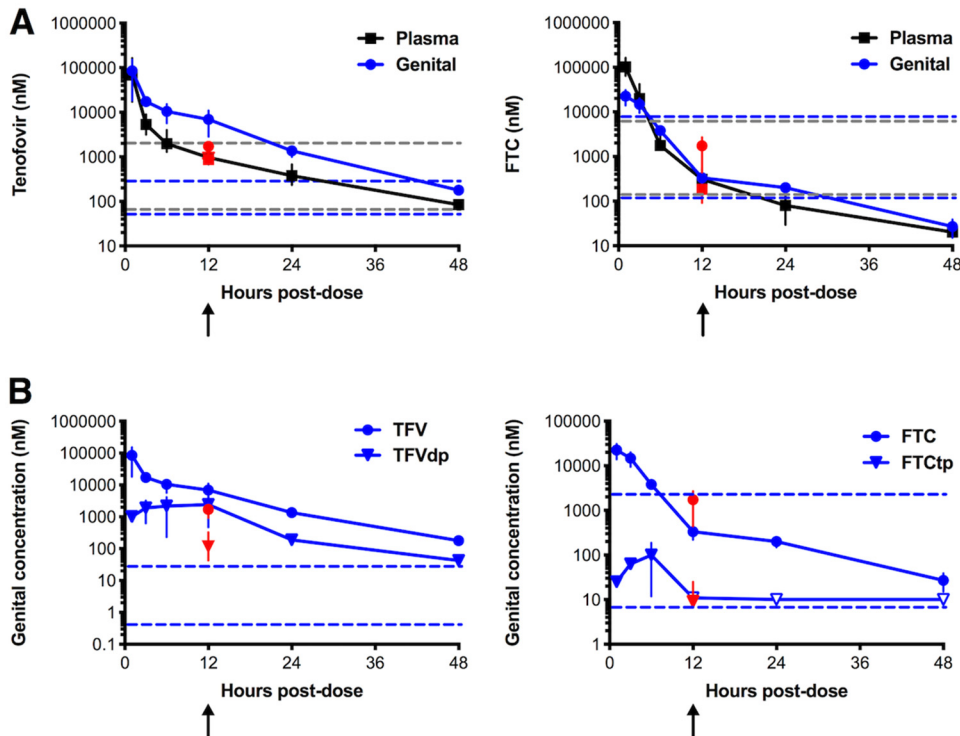 A
Tenofovir (nM)
1000000
100000
10000
1000
100
10
0
12
24
36
48
Hours post-dose
Plasma
Genital
FTC (nM)
1000000
100000
10000
1000
100
10
0
12
24
36
48
Hours post-dose
Plasma
Genital
B
Genital concentration (nM)
1000000
100000
10000
1000
100
10
1
0.1
0
12
24
36
48
Hours post-dose
TFV
TFVdp
Genital concentration (nM)
100000
10000
1000
100
10
1
0
12
24
36
48
Hours post-dose
FTC
FTCtp